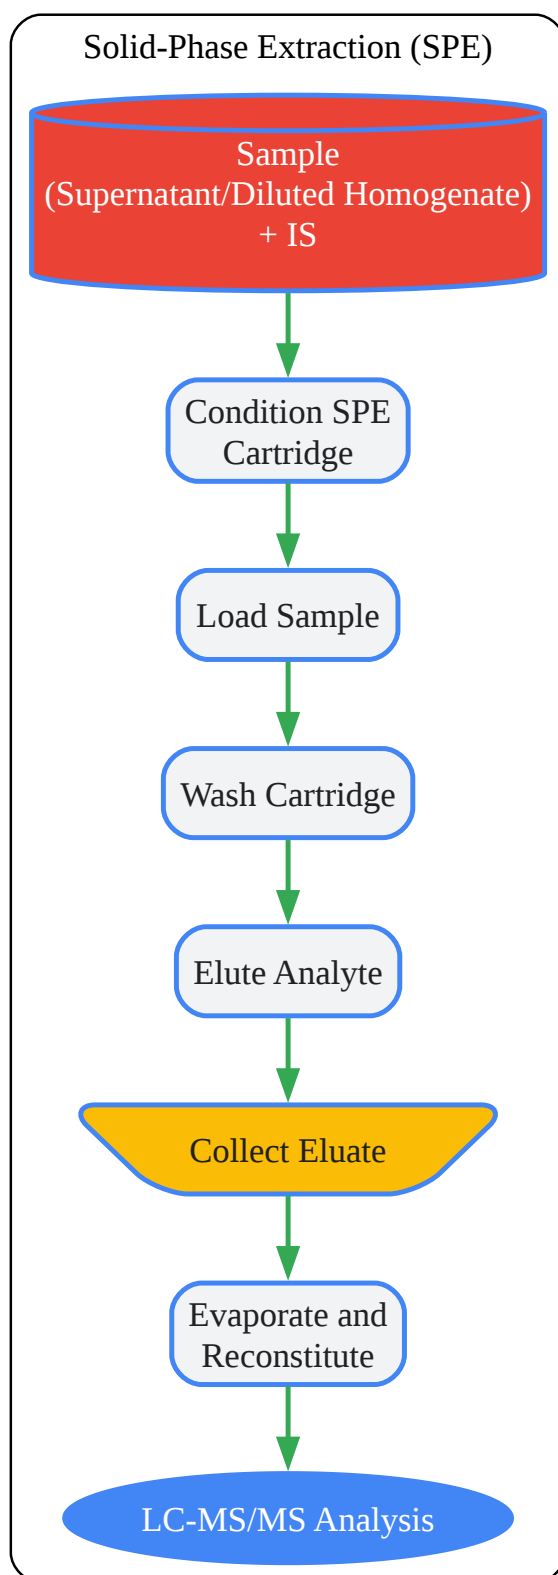 Solid-Phase Extraction (SPE)
Sample
(Supernatant/Diluted Homogenate)
+ IS
Condition SPE
Cartridge
Load Sample
Wash Cartridge
Elute Analyte
Collect Eluate
Evaporate and
Reconstitute
LC-MS/MS Analysis